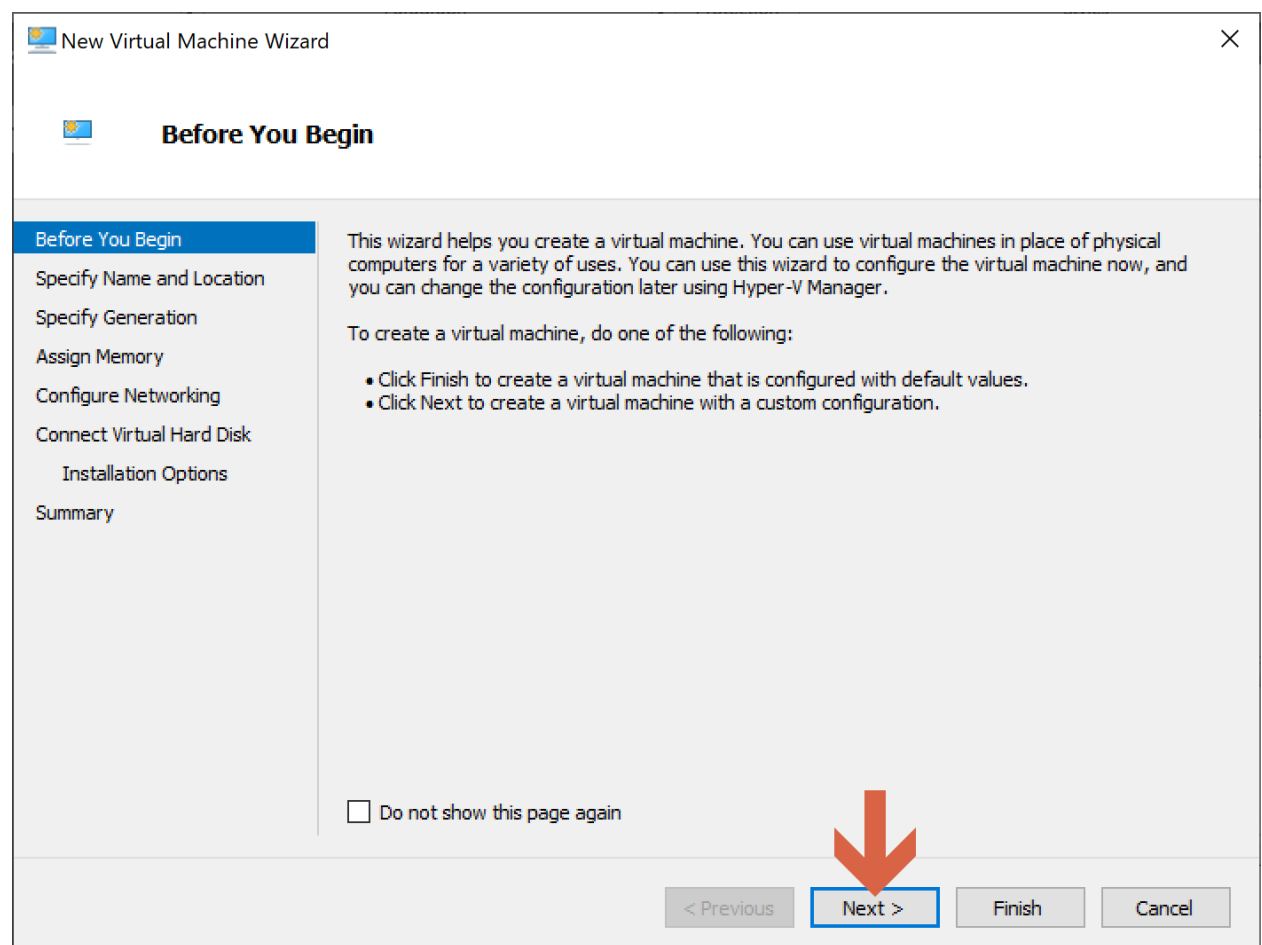 New Virtual Machine Wizard
Before You Begin
Before You Begin
Specify Name and Location
Specify Generation
Assign Memory
Configure Networking
Connect Virtual Hard Disk
Installation Options
Summary
This wizard helps you create a virtual machine. You can use virtual machines in place of physical
computers for a variety of uses. You can use this wizard to configure the virtual machine now, and
you can change the configuration later using Hyper-V Manager.
To create a virtual machine, do one of the following:
• Click Finish to create a virtual machine that is configured with default values.
• Click Next to create a virtual machine with a custom configuration.
Do not show this page again
< Previous
Next >
Finish
Cancel